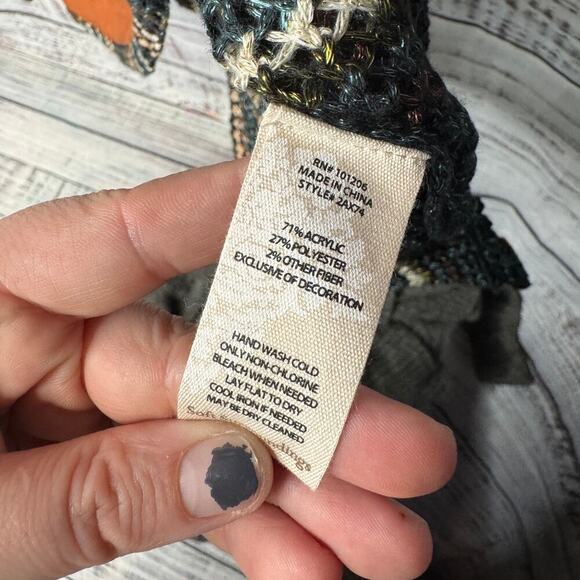 RN# 101206
MADE IN CHINA
STYLE# 2AX74
71% ACRYLIC
27% POLYESTER
2% OTHER FIBER
EXCLUSIVE OF DECORATION
HAND WASH COLD
ONLY NON-CHLORINE
BLEACH WHEN NEEDED
LAY FLAT TO DRY
COOL IRON IF NEEDED
MAY BE DRY CLEANED
Soft